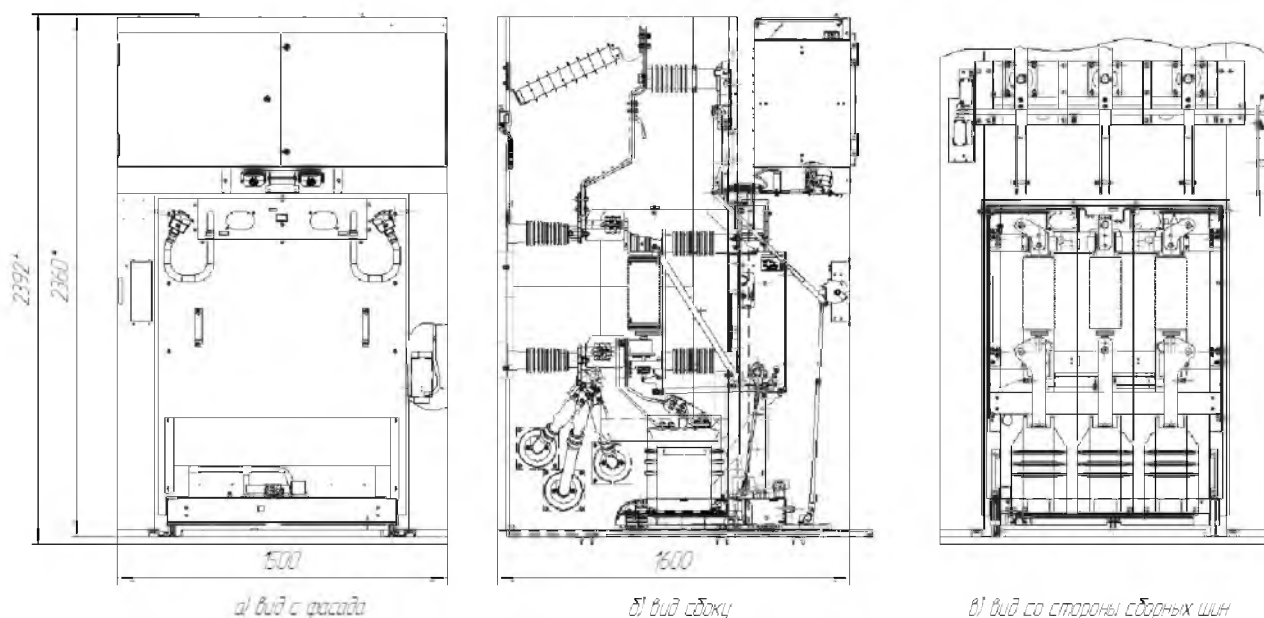 2392*
2360*
1500
1600
а) вид с фасада
б) вид сбоку
в) вид со стороны сборных шин